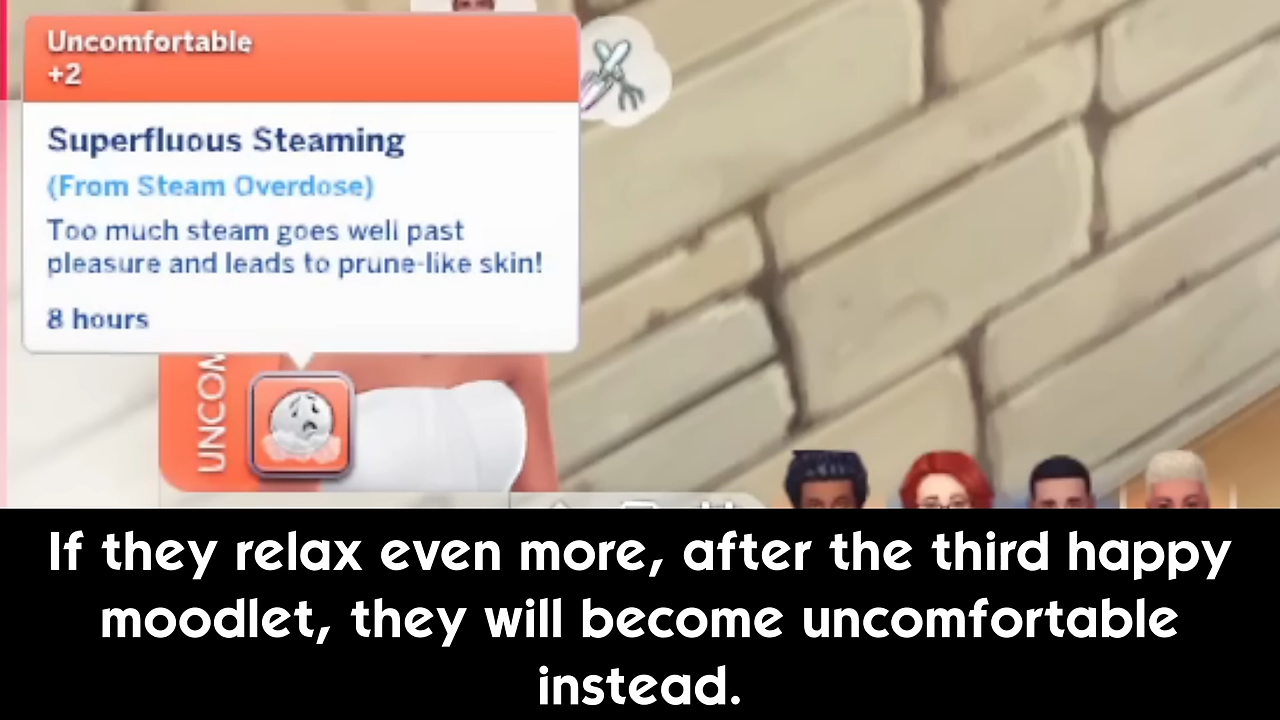 Uncomfortable
+2
Superfluous Steaming
(From Steam Overdose)
Too much steam goes well past
pleasure and leads to prune-like skin!
8 hours
UNCOM
If they relax even more, after the third happy
moodlet, they will become uncomfortable
instead.